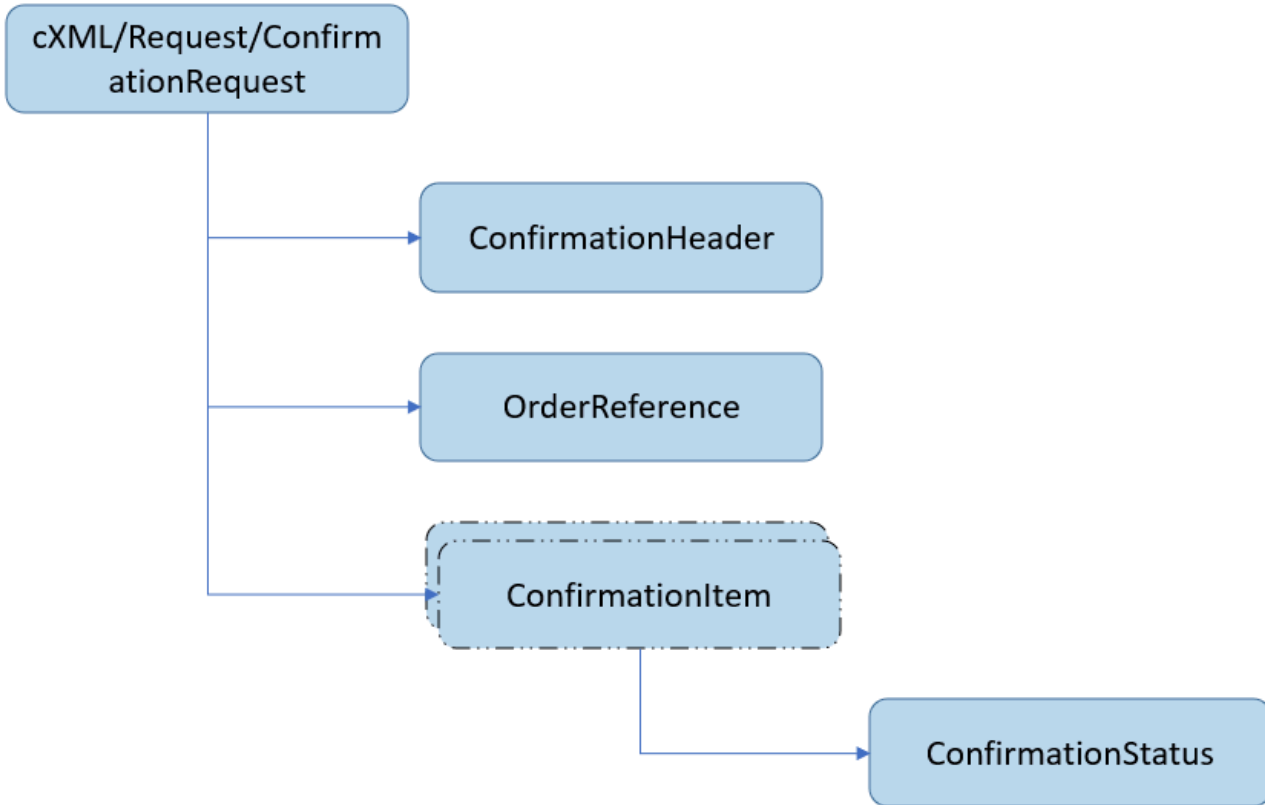 cXML/Request/Confirm
ationRequest
ConfirmationHeader
OrderReference
ConfirmationItem
ConfirmationStatus